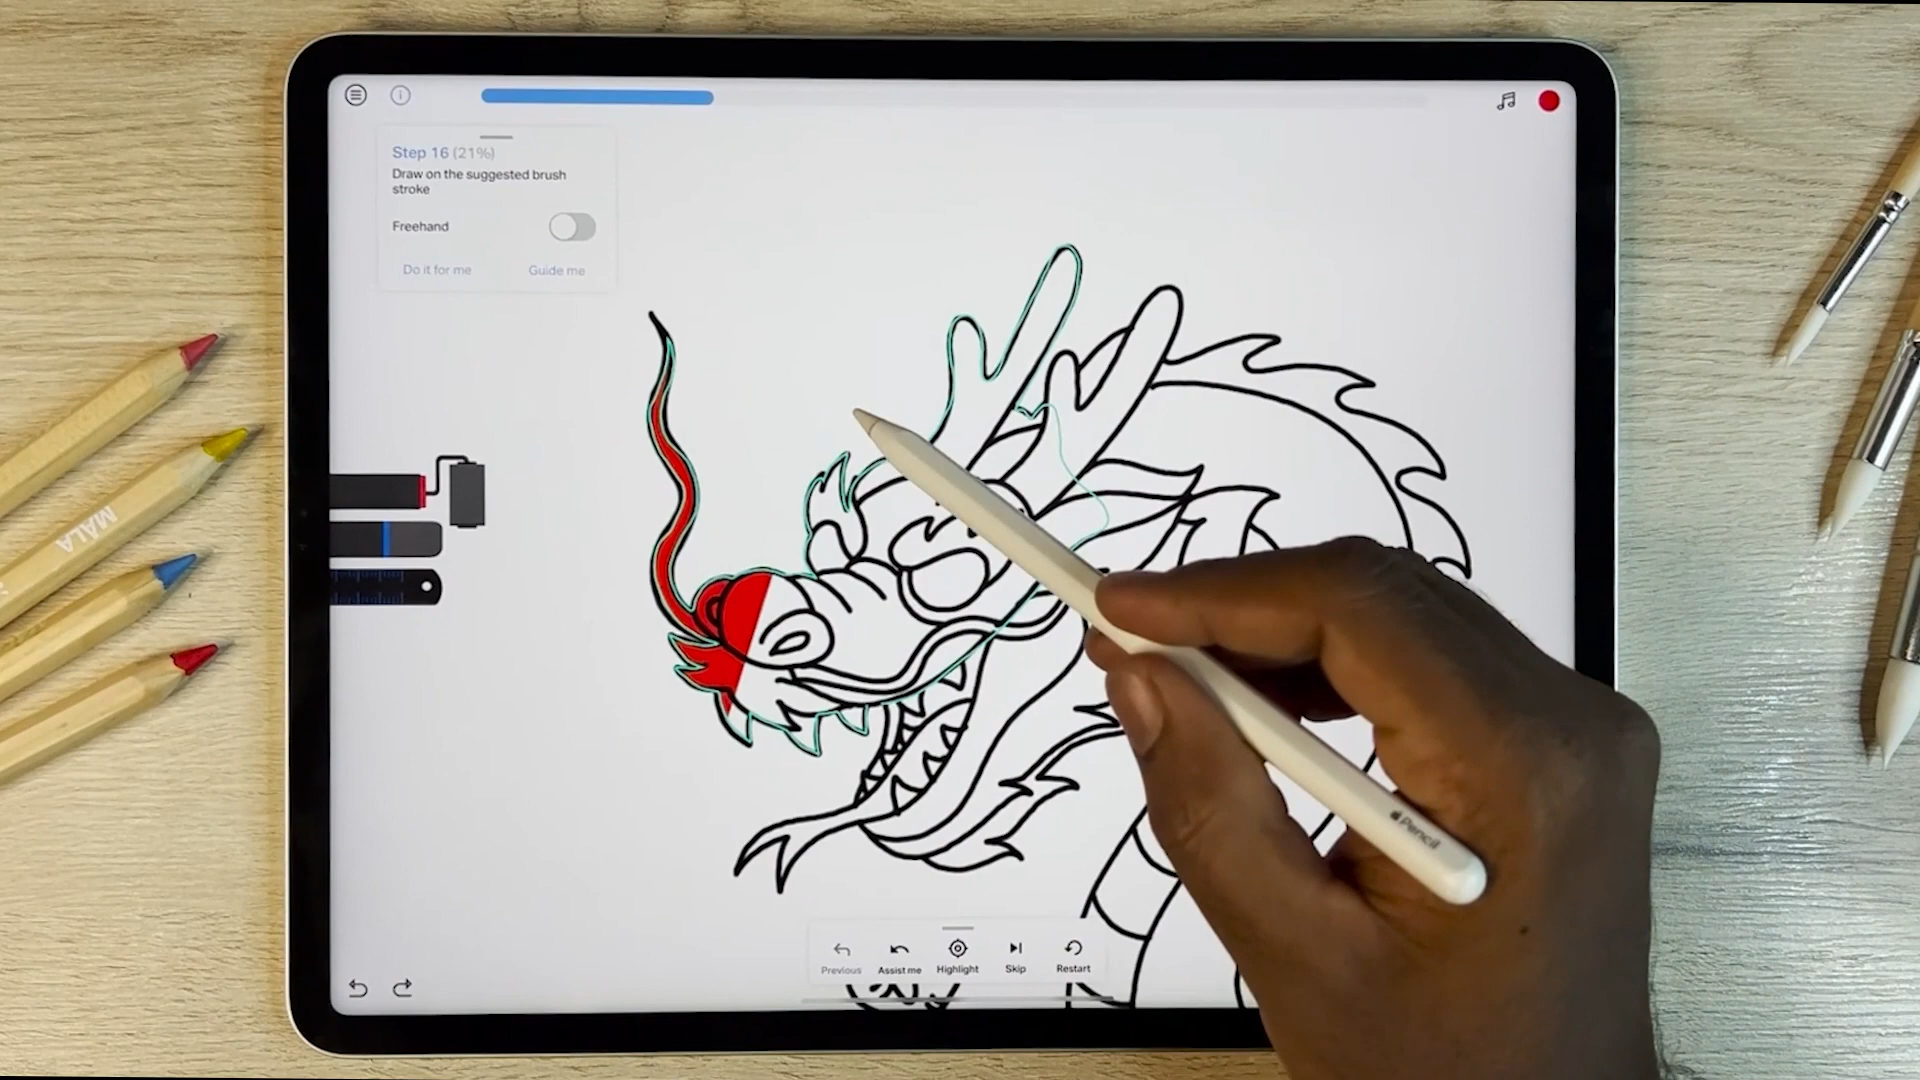 Step 16 (21%)
Draw on the suggested brush
stroke
Freehand
Do it for me
Guide me
MÅLA
Pencil
Previous
Assist me
Highlight
Skip
Restart